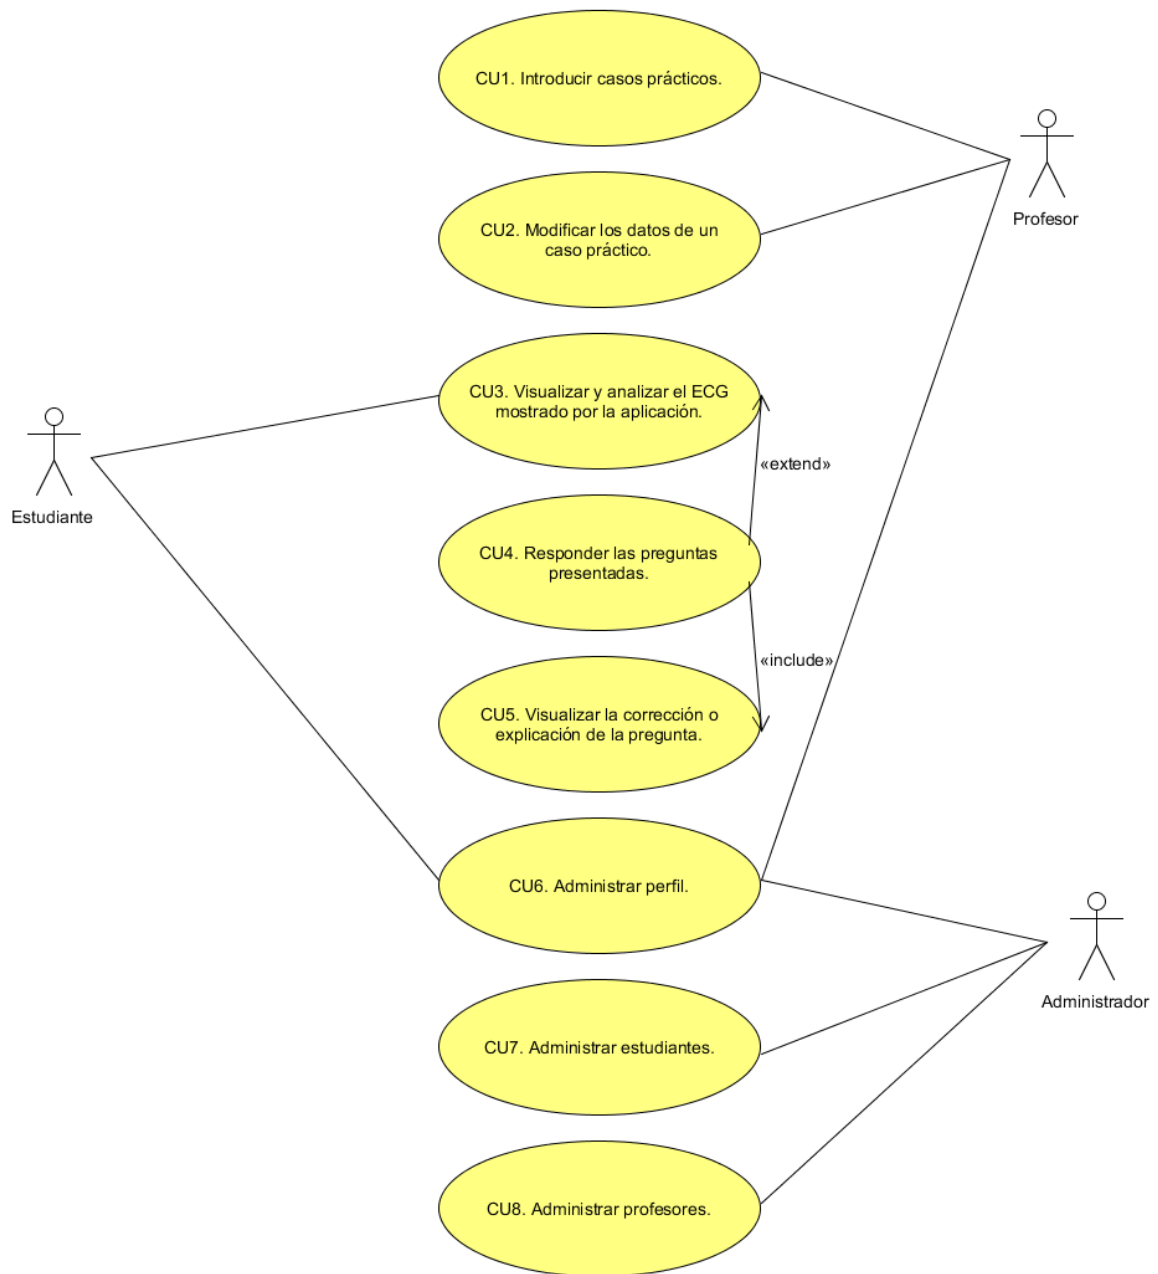 CU1. Introducir casos prácticos.
Profesor
CU2. Modificar los datos de un
caso práctico.
CU3. Visualizar y analizar el ECG
mostrado por la aplicación.
«extend»
Estudiante
CU4. Responder las preguntas
presentadas.
«include»
CU5. Visualizar la corrección o
explicación de la pregunta.
CU6. Administrar perfil.
Administrador
CU7. Administrar estudiantes.
CU8. Administrar profesores.